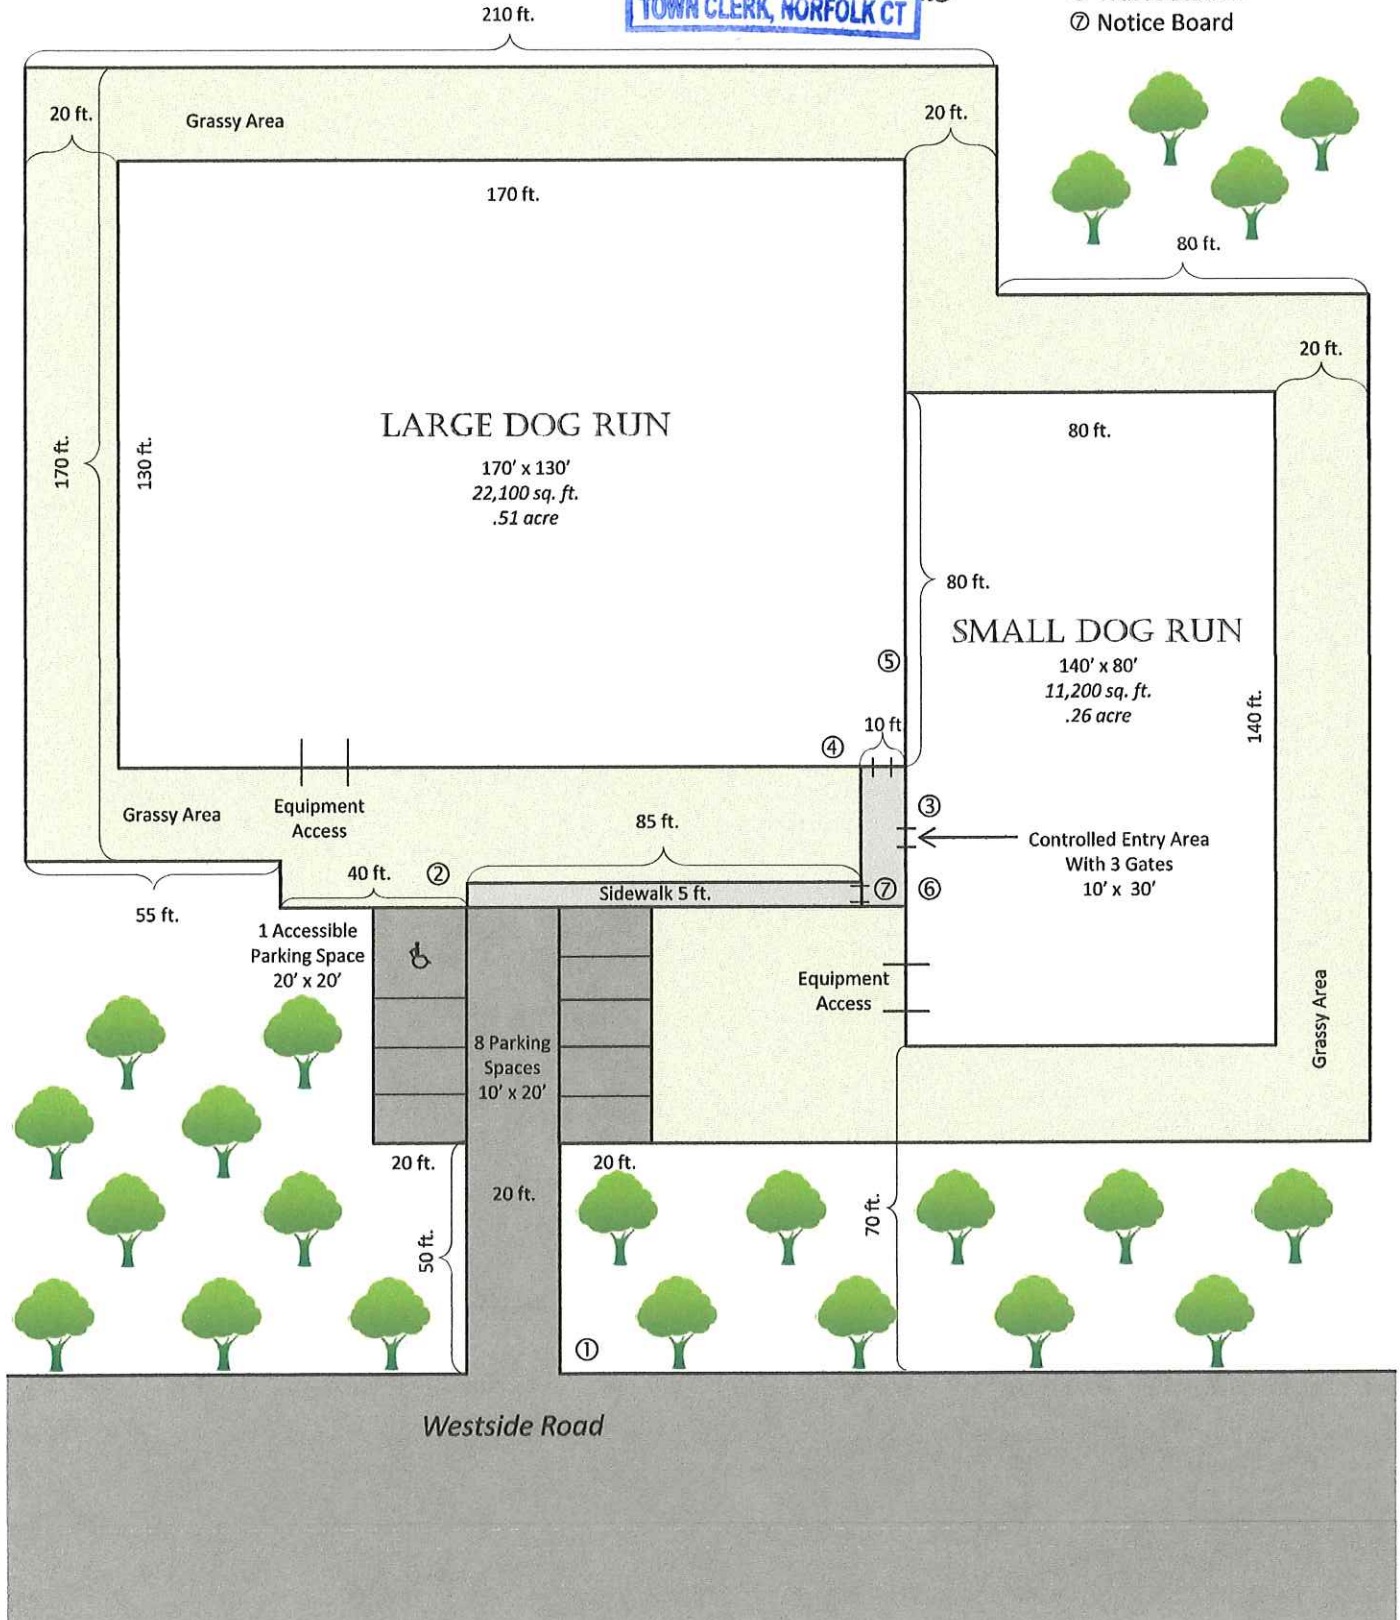 210 ft.
TOWN CLERK, NORFOLK CT
⑦ Notice Board
20 ft.
Grassy Area
20 ft.
170 ft.
80 ft.
20 ft.
LARGE DOG RUN
170' x 130'
22,100 sq. ft.
.51 acre
80 ft.
170 ft.
130 ft.
80 ft.
SMALL DOG RUN
140' x 80'
11,200 sq. ft.
.26 acre
⑤
140 ft.
10 ft
④
③
Grassy Area
Equipment
Access
85 ft.
Controlled Entry Area
With 3 Gates
10' x 30'
40 ft.
②
Sidewalk 5 ft.
⑦
⑥
55 ft.
1 Accessible
Parking Space
20' x 20'
Equipment
Access
Grassy Area
8 Parking
Spaces
10' x 20'
20 ft.
20 ft.
20 ft.
50 ft.
70 ft.
①
Westside Road